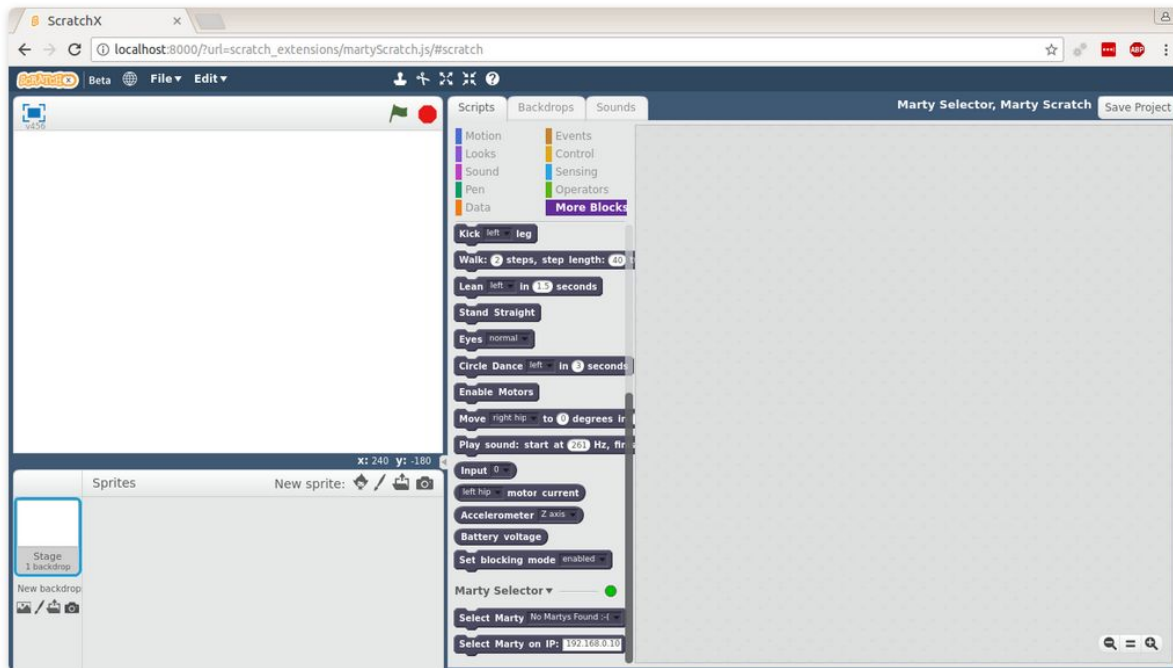 ScratchX
localhost:8000/?url=scratch_extensions/martyScratch.js/#scratch
ABP
SCRATCHX Beta File Edit
v456
Scripts Backdrops Sounds
Marty Selector, Marty Scratch Save Project
Motion Events
Looks Control
Sound Sensing
Pen Operators
Data More Blocks
Kick left leg
Walk: 2 steps, step length: 40
Lean left in 1.5 seconds
Stand Straight
Eyes normal
Circle Dance left in 3 seconds
Enable Motors
Move right hip to 0 degrees in
Play sound: start at 261 Hz,
Input 0
left hip motor current
Accelerometer Z axis
Battery voltage
Set blocking mode enabled
Marty Selector
Select Marty No Martys Found :-(
Select Marty on IP: 192.168.0.10
x: 240 y: -180
Sprites New sprite:
Stage
1 backdrop
New backdrop